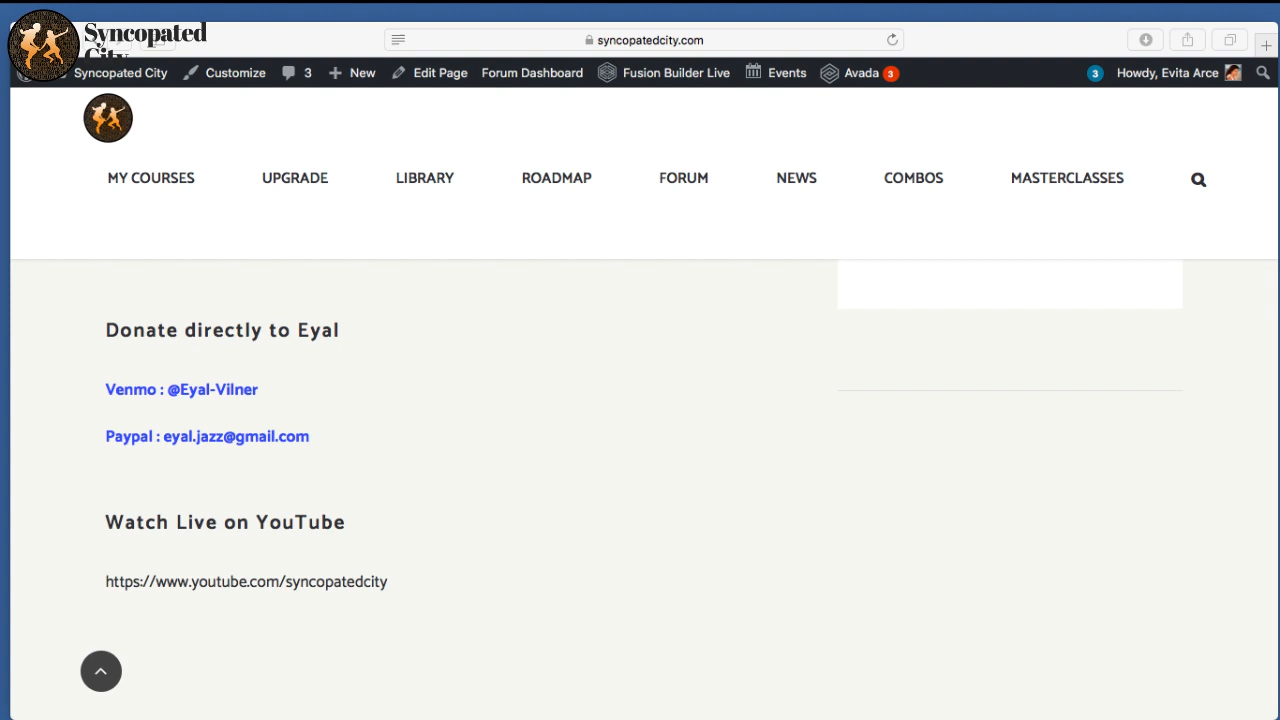 Syncopated
City
syncopatedcity.com
Syncopated City Customize 3 New Edit Page Forum Dashboard Fusion Builder Live Events Avada 3 3 Howdy, Evita Arce
MY COURSES UPGRADE LIBRARY ROADMAP FORUM NEWS COMBOS MASTERCLASSES
Donate directly to Eyal
Venmo : @Eyal-Vilner
Paypal : eyal.jazz@gmail.com
Watch Live on YouTube
https://www.youtube.com/syncopatedcity